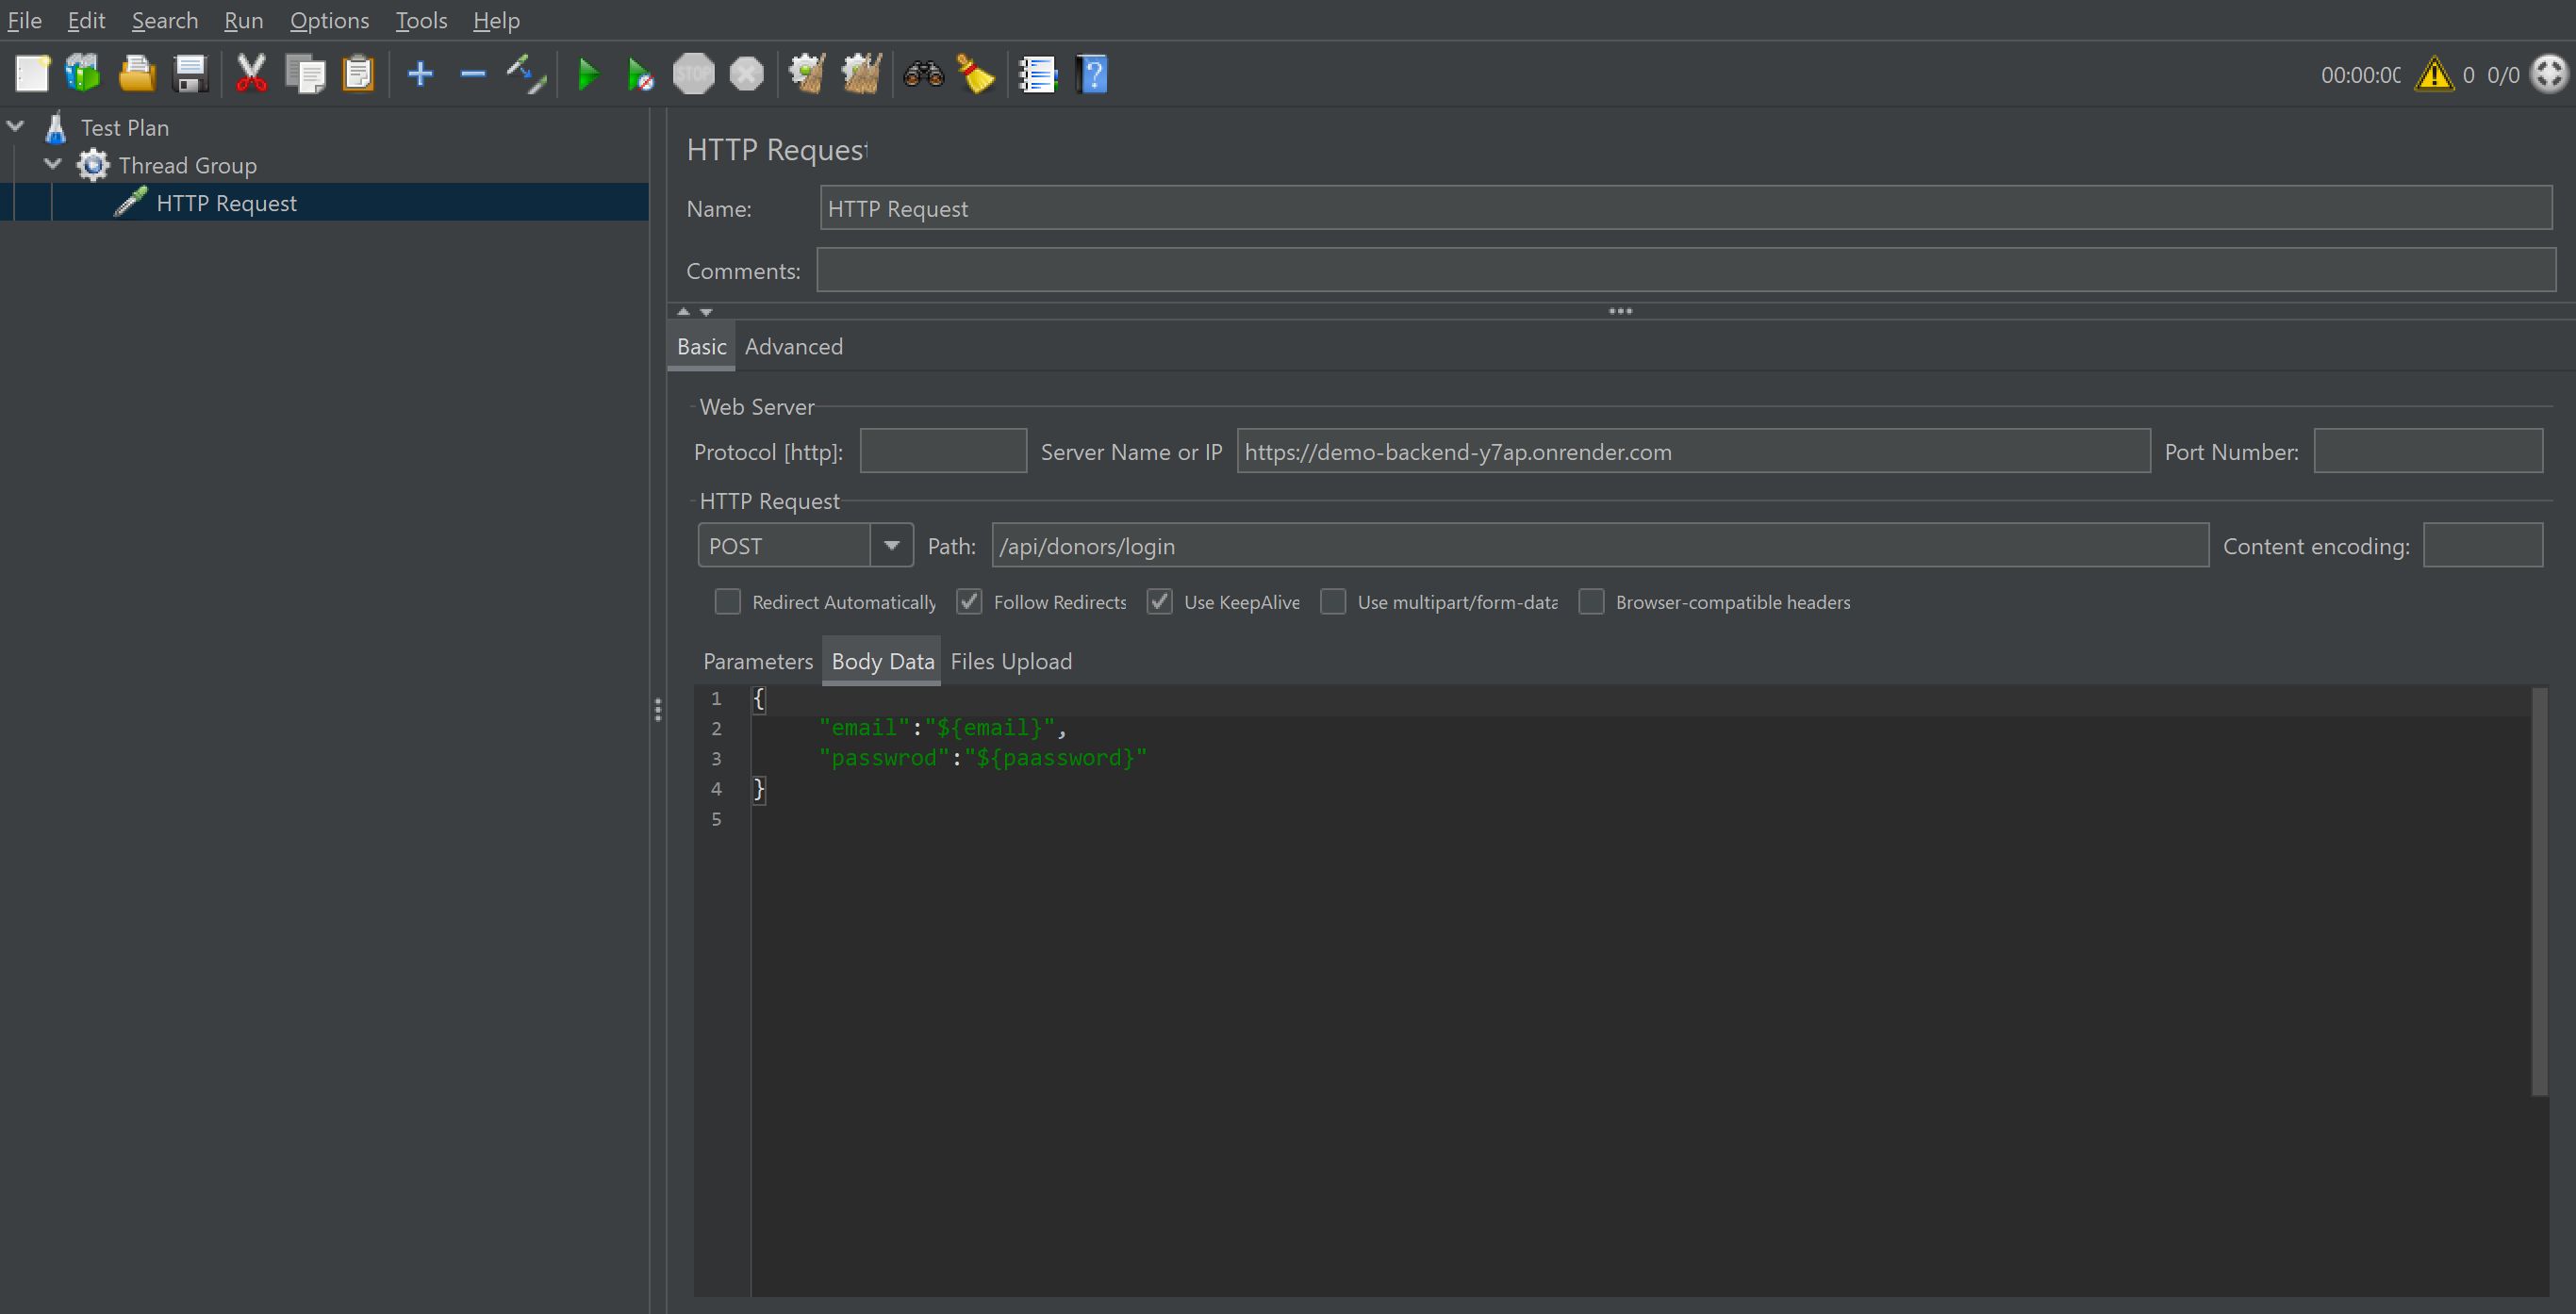 File Edit Search Run Options Tools Help
STOP
00:00:00 0 0/0
Test Plan
Thread Group
HTTP Request
HTTP Request
Name: HTTP Request
Comments:
Basic Advanced
Web Server
Protocol [http]: Server Name or IP https://demo-backend-y7ap.onrender.com Port Number:
HTTP Request
POST Path: /api/donors/login Content encoding:
Redirect Automatically Follow Redirects Use KeepAlive Use multipart/form-data Browser-compatible headers
Parameters Body Data Files Upload
1 {
2 "email":"${email}",
3 "passwrod":"${paassword}"
4 }
5